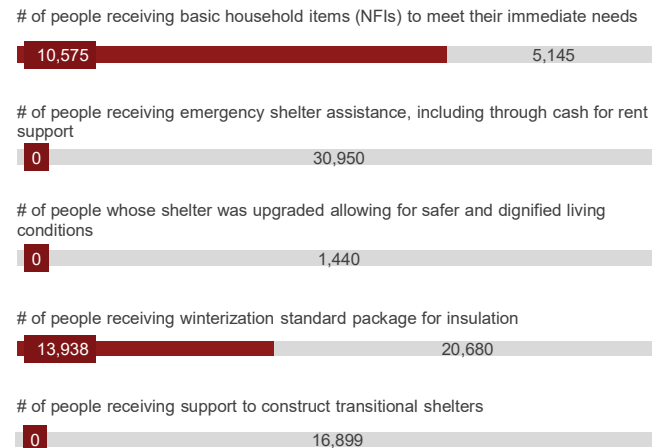 # of people receiving basic household items (NFIs) to meet their immediate needs
10,575 5,145
# of people receiving emergency shelter assistance, including through cash for rent
support
0 30,950
# of people whose shelter was upgraded allowing for safer and dignified living
conditions
0 1,440
# of people receiving winterization standard package for insulation
13,938 20,680
# of people receiving support to construct transitional shelters
0 16,899